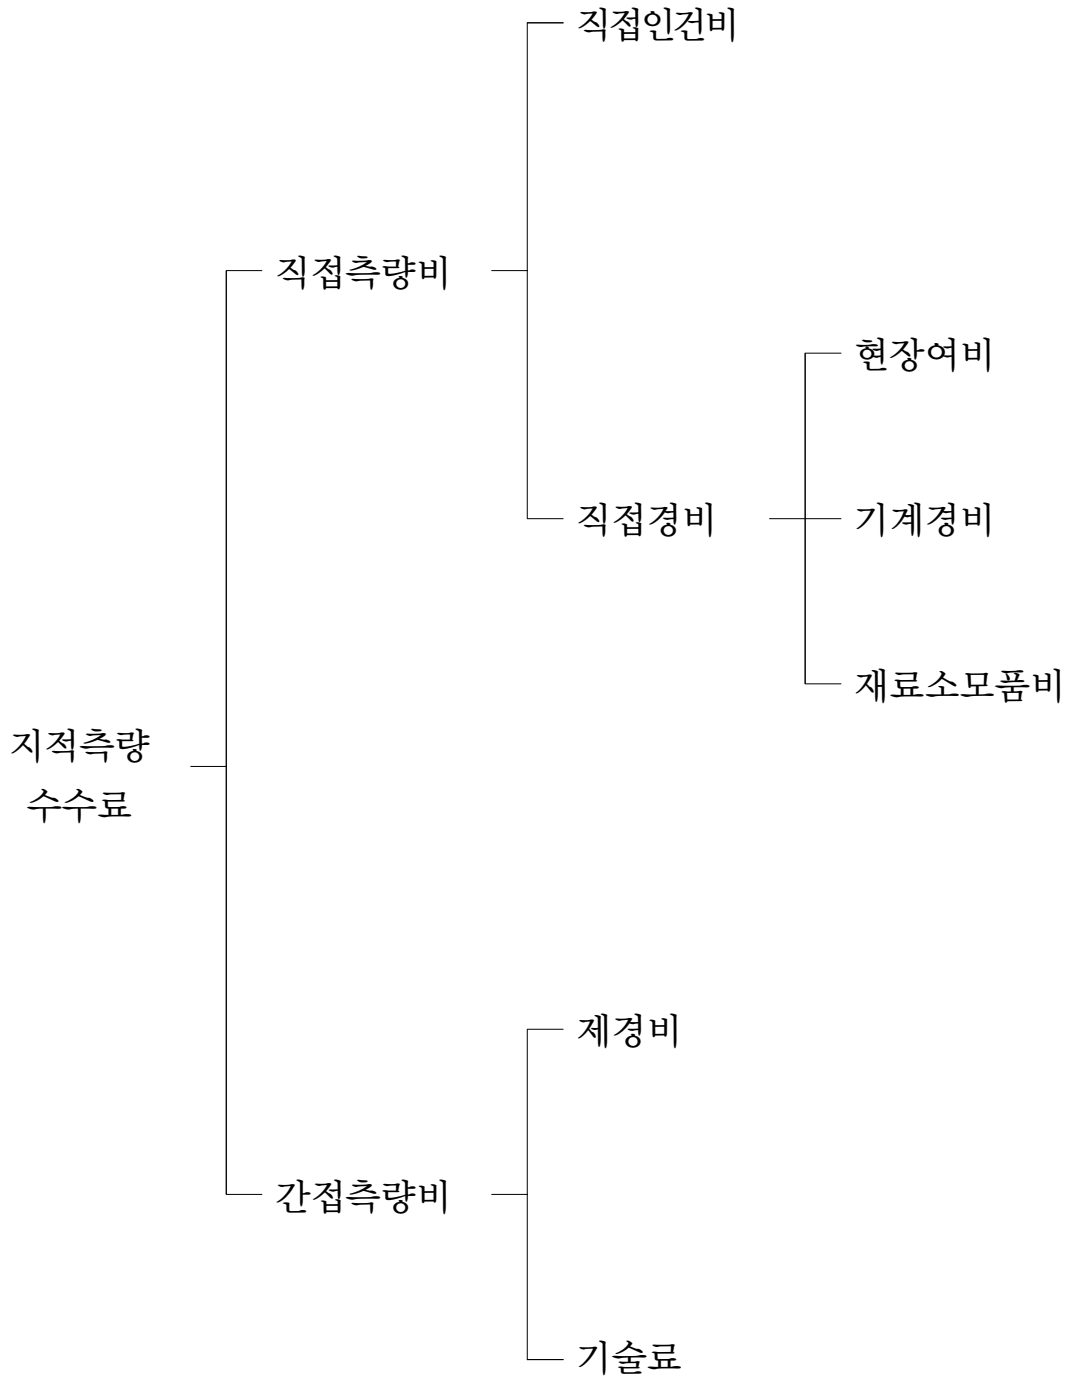 직접인건비
직접측량비
현장여비
직접경비
기계경비
재료소모품비
지적측량
수수료
제경비
간접측량비
기술료